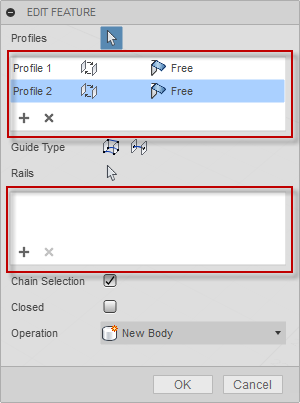 EDIT FEATURE
Profiles
Profile 1 Free
Profile 2 Free
Guide Type
Rails
Chain Selection
Closed
Operation New Body
OK Cancel